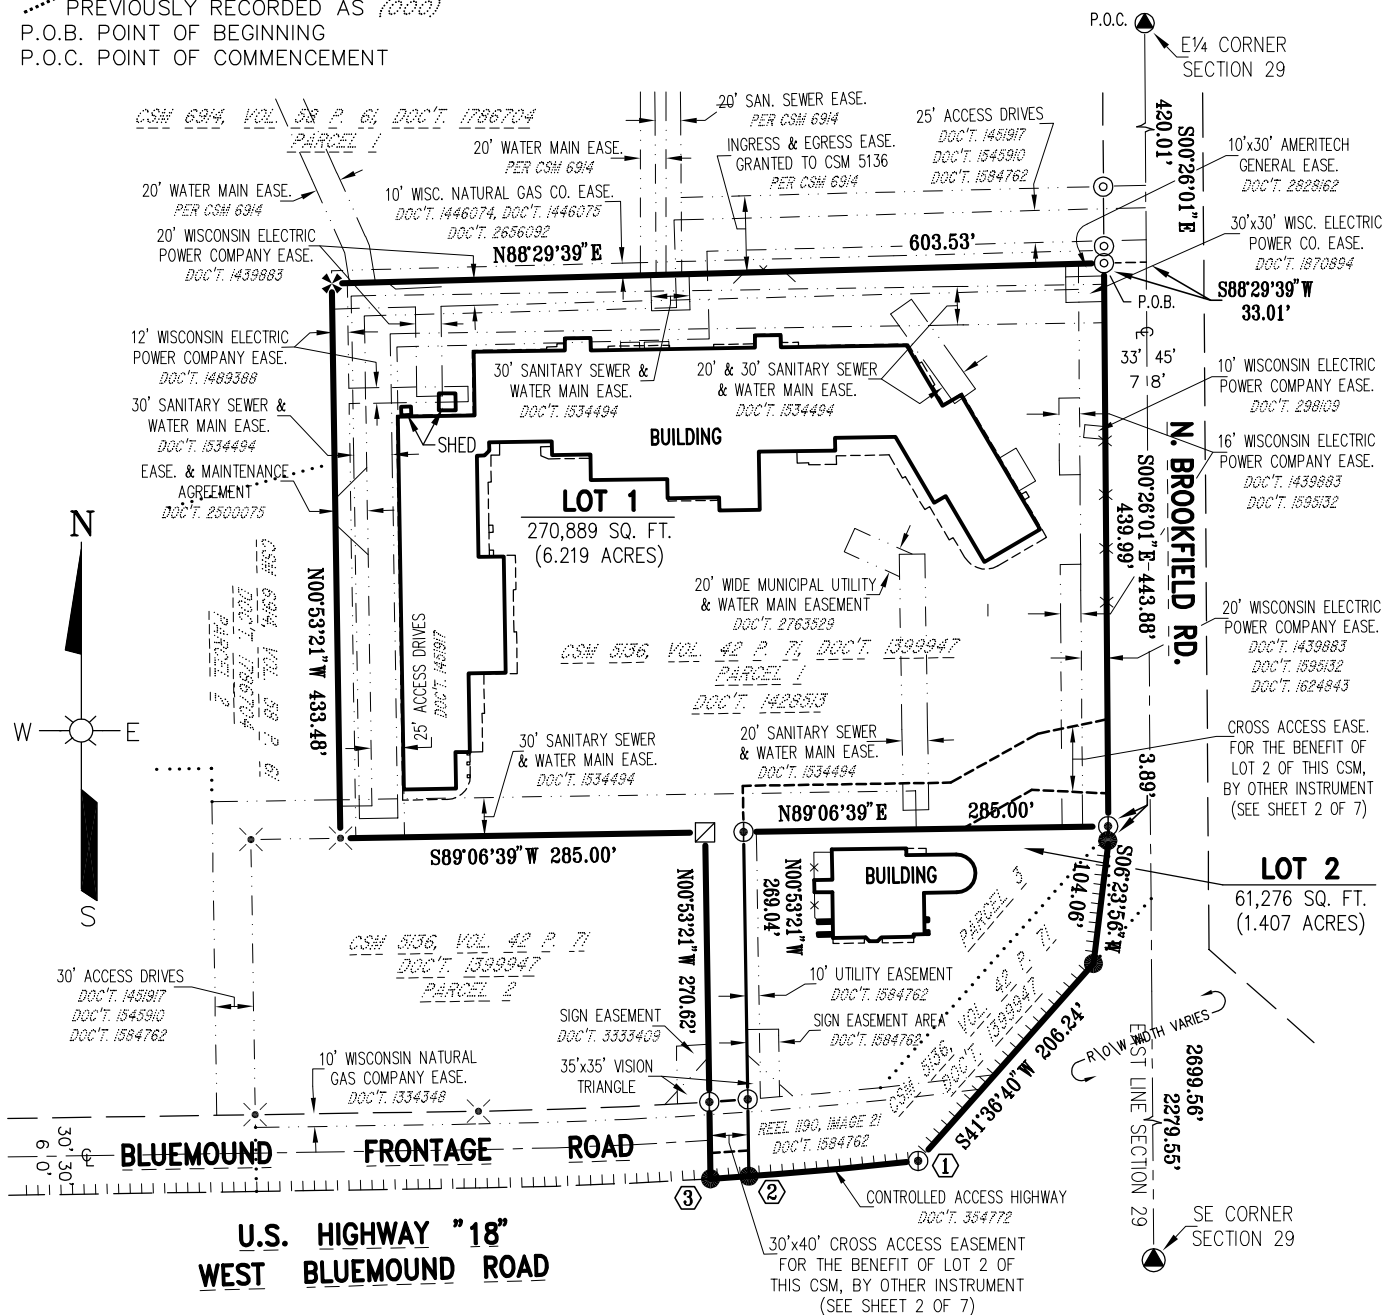 PREVIOUSLY RECORDED AS (000)
P.O.B. POINT OF BEGINNING
P.O.C. POINT OF COMMENCEMENT
P.O.C.
E1/4 CORNER
SECTION 29
CSM 6914, VOL. 58 P. 61, DOC'T. 1786704
PARCEL 1
20' WATER MAIN EASE.
PER CSM 6914
20' SAN. SEWER EASE.
PER CSM 6914
INGRESS & EGRESS EASE.
GRANTED TO CSM 5136
PER CSM 6914
25' ACCESS DRIVES
DOC'T. 1451917
DOC'T. 1545910
DOC'T. 1584762
S00°26'01"E
420.01'
10'x30' AMERITECH
GENERAL EASE.
DOC'T. 2828162
30'x30' WISC. ELECTRIC
POWER CO. EASE.
DOC'T. 1870894
20' WATER MAIN EASE.
PER CSM 6914
10' WISC. NATURAL GAS CO. EASE.
DOC'T. 1446074, DOC'T. 1446075
DOC'T. 2656092
20' WISCONSIN ELECTRIC
POWER COMPANY EASE.
DOC'T. 1439883
N88°29'39"E
603.53'
S88°29'39"W
33.01'
P.O.B.
33' 45'
7 8'
12' WISCONSIN ELECTRIC
POWER COMPANY EASE.
DOC'T. 1489388
30' SANITARY SEWER &
WATER MAIN EASE.
DOC'T. 1534494
EASE. & MAINTENANCE
AGREEMENT
DOC'T. 2500075
30' SANITARY SEWER &
WATER MAIN EASE.
DOC'T. 1534494
20' & 30' SANITARY SEWER
& WATER MAIN EASE.
DOC'T. 1534494
10' WISCONSIN ELECTRIC
POWER COMPANY EASE.
DOC'T. 298109
16' WISCONSIN ELECTRIC
POWER COMPANY EASE.
DOC'T. 1439883
DOC'T. 1595132
SHED
BUILDING
LOT 1
270,889 SQ. FT.
(6.219 ACRES)
N. BROOKFIELD RD.
S00°26'01"E 443.88'
439.99'
N
W
E
S
CSM 6914, VOL. 58 P. 61
DOC'T. 1786704
PARCEL 2
N00°53'21"W 433.48'
25' ACCESS DRIVES
DOC'T. 1451917
20' WIDE MUNICIPAL UTILITY
& WATER MAIN EASEMENT
DOC'T. 2763529
CSM 5136, VOL. 42 P. 71, DOC'T. 1399947
PARCEL 1
DOC'T. 1428513
20' WISCONSIN ELECTRIC
POWER COMPANY EASE.
DOC'T. 1439883
DOC'T. 1595132
DOC'T. 1624843
30' SANITARY SEWER
& WATER MAIN EASE.
DOC'T. 1534494
20' SANITARY SEWER
& WATER MAIN EASE.
DOC'T. 1534494
CROSS ACCESS EASE.
FOR THE BENEFIT OF
LOT 2 OF THIS CSM,
BY OTHER INSTRUMENT
(SEE SHEET 2 OF 7)
3.89'
N89°06'39"E 285.00'
S89°06'39"W 285.00'
LOT 2
61,276 SQ. FT.
(1.407 ACRES)
BUILDING
S06°23'56"W
104.06'
N00°53'21"W
269.04'
N00°53'21"W 270.62'
PARCEL 3
CSM 5136, VOL. 42 P. 71
DOC'T. 1399947
CSM 5136, VOL. 42 P. 71
DOC'T. 1399947
PARCEL 2
30' ACCESS DRIVES
DOC'T. 1451917
DOC'T. 1545910
DOC'T. 1584762
10' UTILITY EASEMENT
DOC'T. 1584762
SIGN EASEMENT
DOC'T. 3333409
SIGN EASEMENT AREA
DOC'T. 1584762
35'x35' VISION
TRIANGLE
10' WISCONSIN NATURAL
GAS COMPANY EASE.
DOC'T. 1334348
S41°36'40"W 206.24'
R\O\W WIDTH VARIES
EAST LINE SECTION 29
2699.56'
2279.55'
REEL 1190, IMAGE 21
DOC'T. 1584762
30' 30'
6 0'
BLUEMOUND FRONTAGE ROAD
1
2
3
CONTROLLED ACCESS HIGHWAY
DOC'T. 354772
U.S. HIGHWAY "18"
WEST BLUEMOUND ROAD
30'x40' CROSS ACCESS EASEMENT
FOR THE BENEFIT OF LOT 2 OF
THIS CSM, BY OTHER INSTRUMENT
(SEE SHEET 2 OF 7)
SE CORNER
SECTION 29